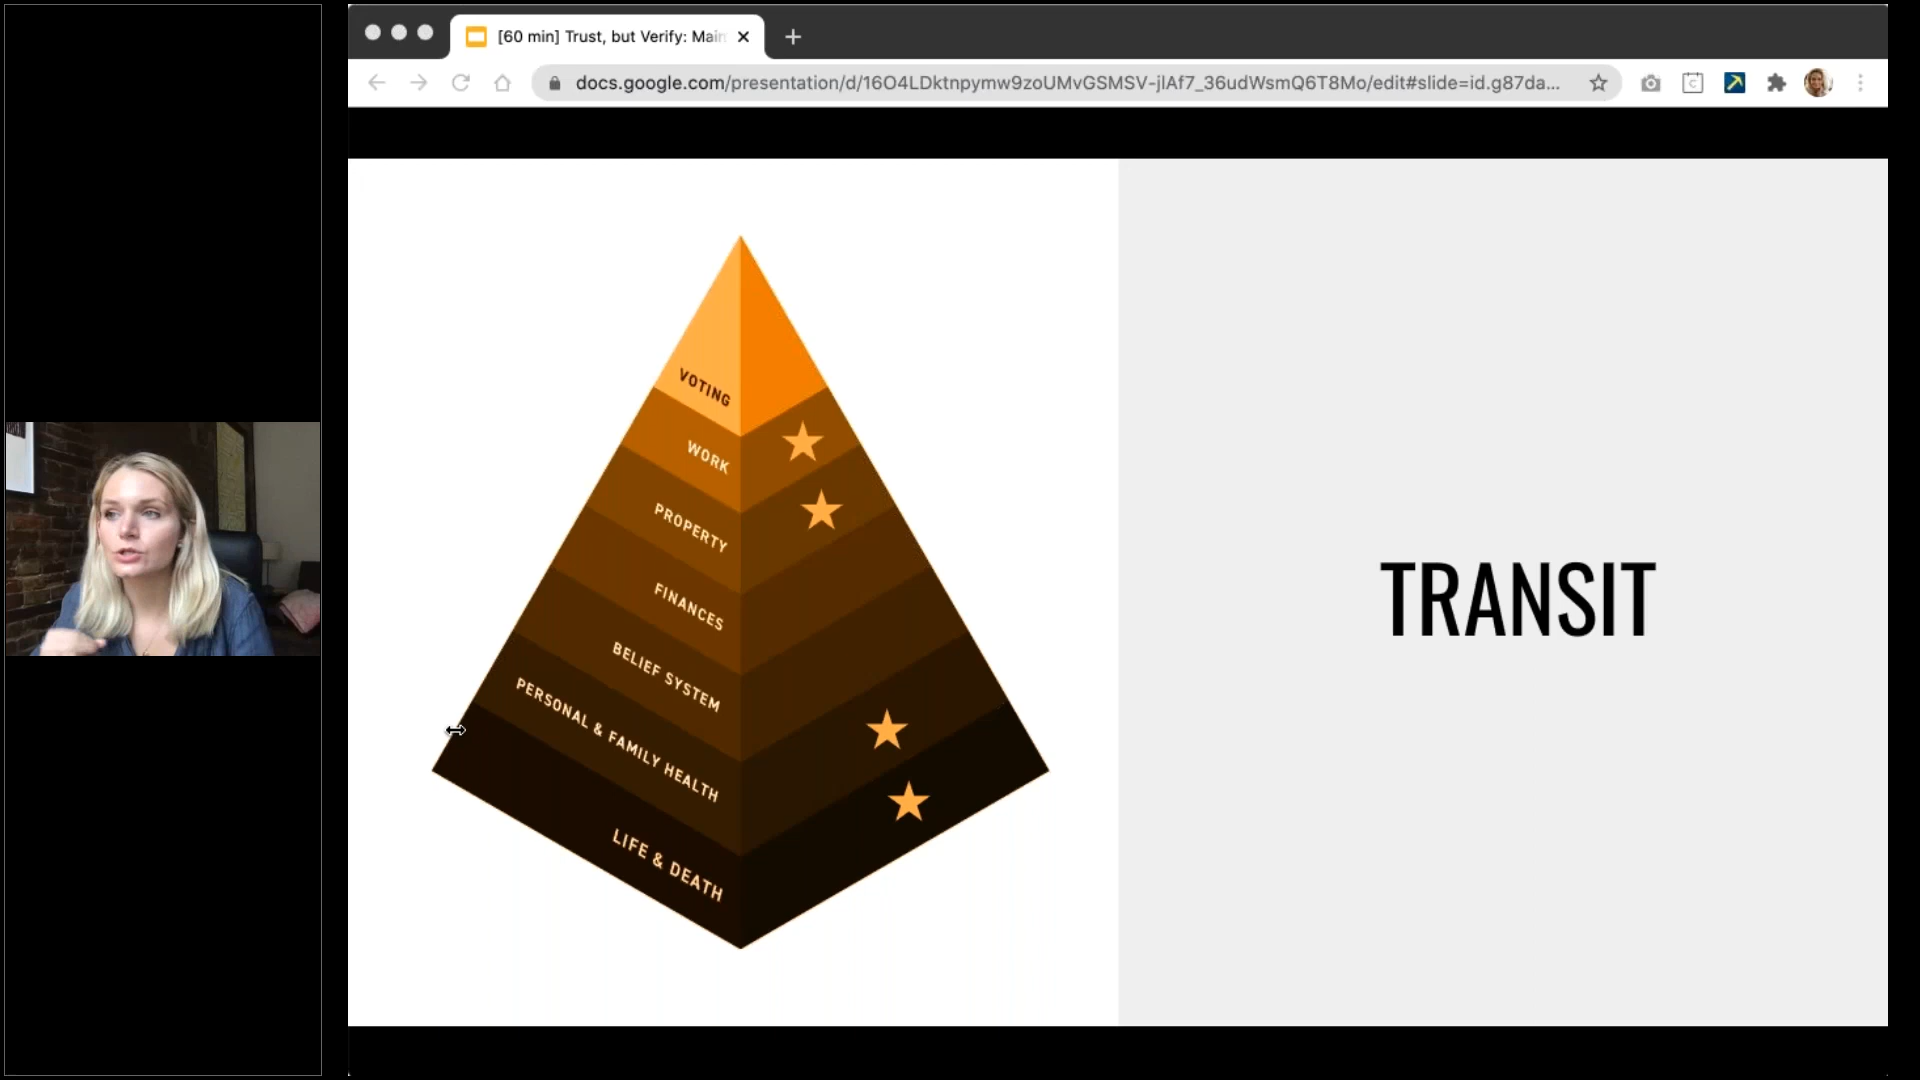 [60 min] Trust, but Verify: Main
docs.google.com/presentation/d/16O4LDktnpymw9zoUMvGSMSV-jlAf7_36udWsmQ6T8Mo/edit#slide=id.g87da...
VOTING
WORK
PROPERTY
FINANCES
BELIEF SYSTEM
PERSONAL & FAMILY HEALTH
LIFE & DEATH
TRANSIT